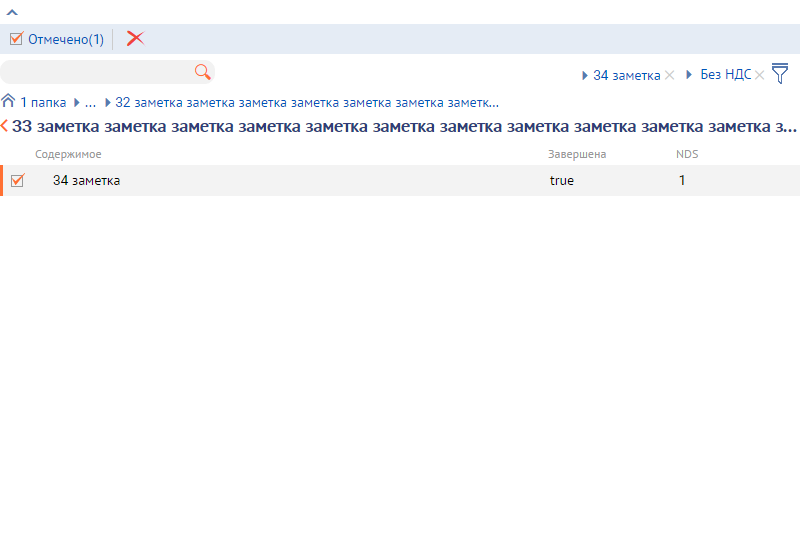 Отмечено(1)
34 заметка Без НДС
1 папка ... 32 заметка заметка заметка заметка заметка заметка заметк...
33 заметка заметка заметка заметка заметка заметка заметка заметка заметка заметка заметка з...
Содержимое Завершена NDS
34 заметка true 1